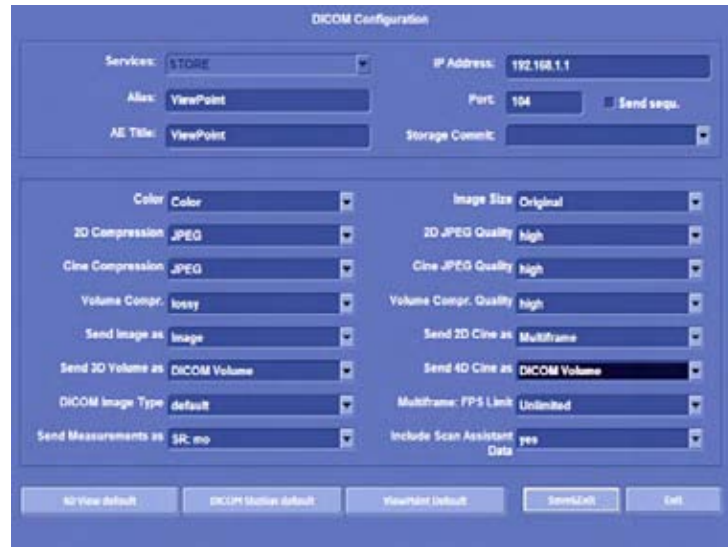 DICOM Configuration
Services: STORE
IP Address: 192.168.1.1
Alias: ViewPoint
Port: 104
Send sequ.
AE Title: ViewPoint
Storage Commit:
Color Color
Image Size Original
2D Compression JPEG
2D JPEG Quality high
Cine Compression JPEG
Cine JPEG Quality high
Volume Compr. lossy
Volume Compr. Quality high
Send Image as Image
Send 2D Cine as Multiframe
Send 3D Volume as DICOM Volume
Send 4D Cine as DICOM Volume
DICOM Image Type default
Multiframe: FPS Limit Unlimited
Send Measurements as SR: mo
Include Scan Assistant Data yes
View default
DICOM Station default
ViewPoint Default
Save&Exit
Exit